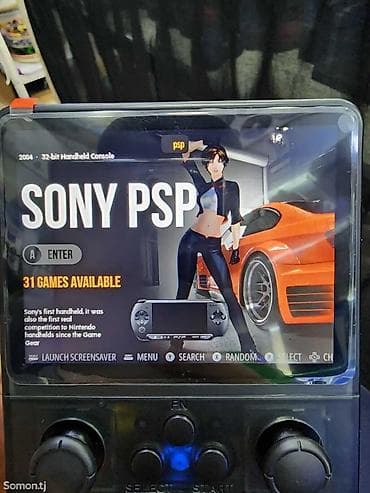 psp
2004 · 32-bit Handheld Console
SONY PSP
A ENTER
31 GAMES AVAILABLE
Sony's first handheld, it was
also the first real
competition to Nintendo
handhelds since the Game
Gear
LAUNCH SCREENSAVER MENU Y SEARCH X RANDOM CH
SELECT START
Somon.tj